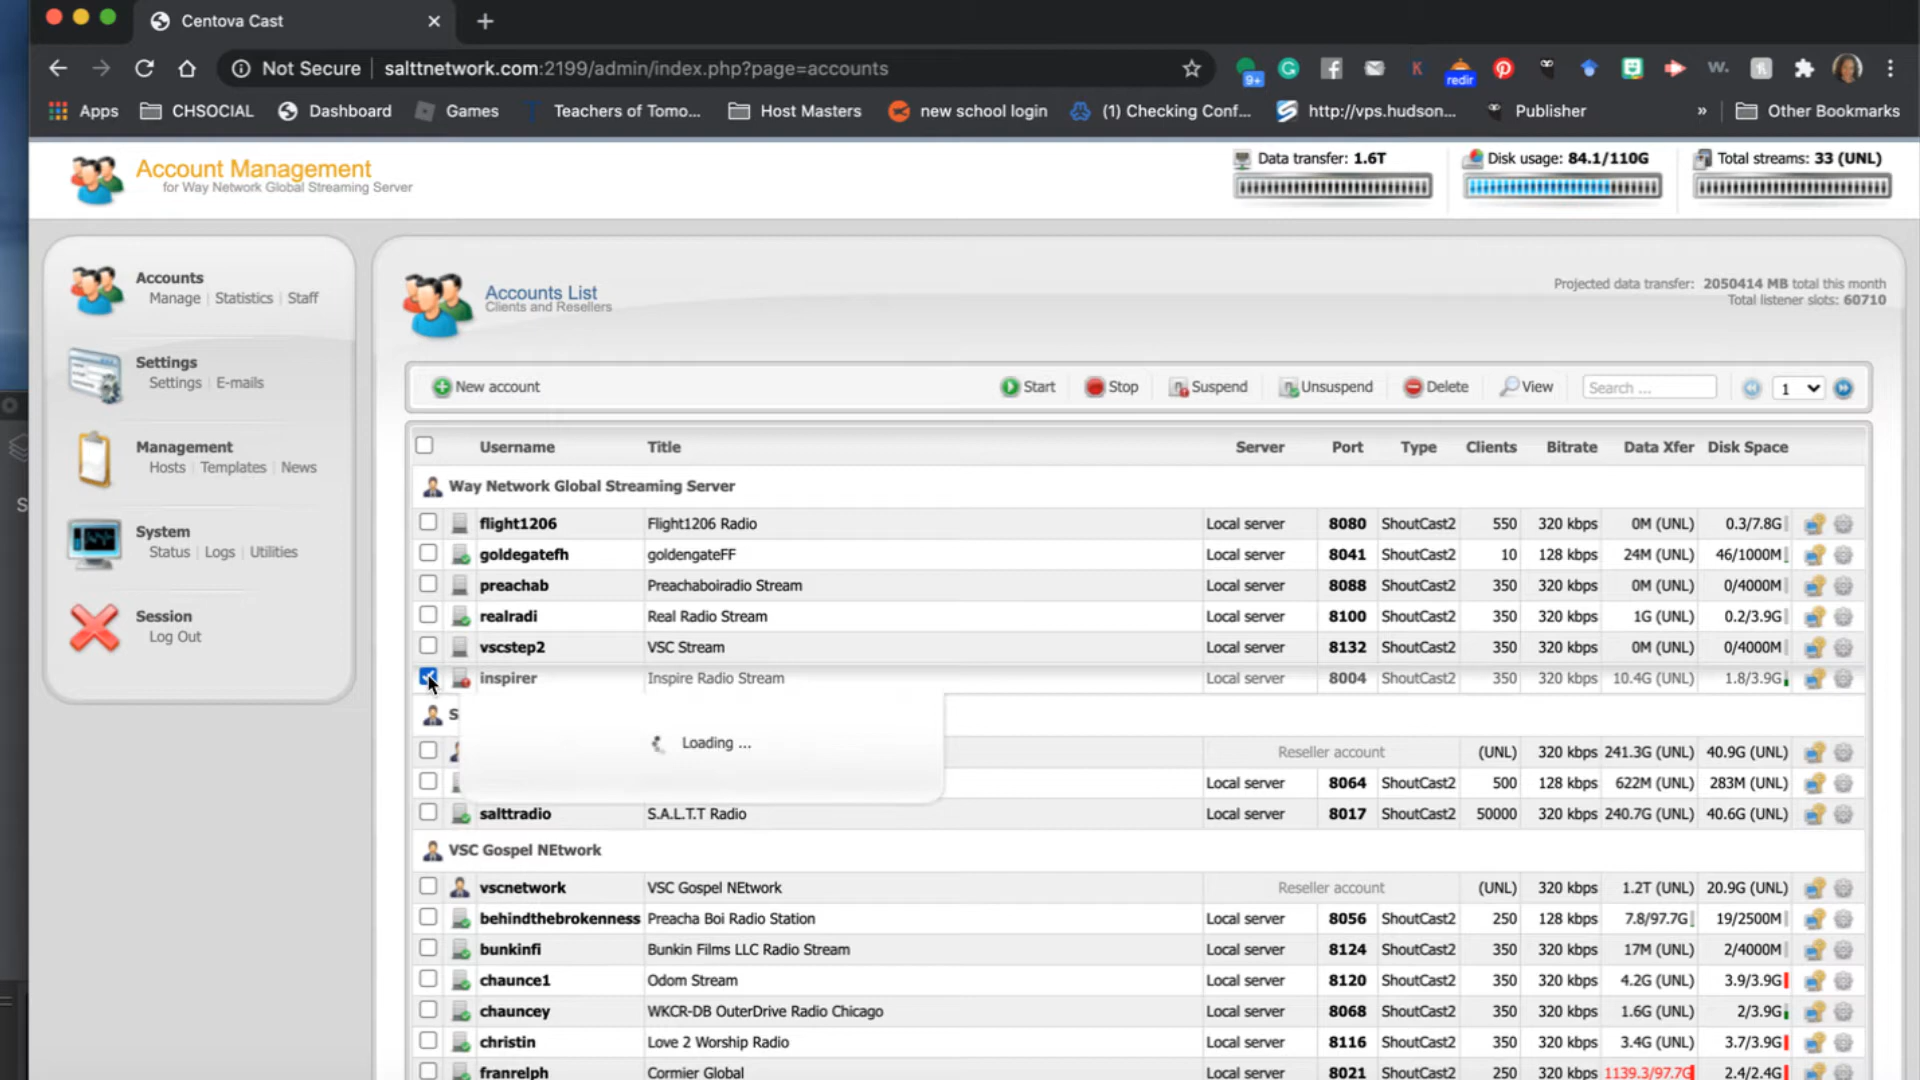 Centova Cast
Not Secure salttnetwork.com:2199/admin/index.php?page=accounts
9+
redir
Apps CHSOCIAL Dashboard Games Teachers of Tomo... Host Masters new school login (1) Checking Conf... http://vps.hudson... Publisher » Other Bookmarks
Account Management
for Way Network Global Streaming Server
Data transfer: 1.6T Disk usage: 84.1/110G Total streams: 33 (UNL)
Accounts
Manage Statistics Staff
Settings
Settings E-mails
Management
Hosts Templates News
System
Status Logs Utilities
Session
Log Out
Accounts List
Clients and Resellers
Projected data transfer: 2050414 MB total this month
Total listener slots: 60710
New account Start Stop Suspend Unsuspend Delete View Search ... 1
Username Title Server Port Type Clients Bitrate Data Xfer Disk Space
Way Network Global Streaming Server
flight1206 Flight1206 Radio Local server 8080 ShoutCast2 550 320 kbps 0M (UNL) 0.3/7.8G
goldegatefh goldengateFF Local server 8041 ShoutCast2 10 128 kbps 24M (UNL) 46/1000M
preachab Preachaboiradio Stream Local server 8088 ShoutCast2 350 320 kbps 0M (UNL) 0/4000M
realradi Real Radio Stream Local server 8100 ShoutCast2 350 320 kbps 1G (UNL) 0.2/3.9G
vscstep2 VSC Stream Local server 8132 ShoutCast2 350 320 kbps 0M (UNL) 0/4000M
inspirer Inspire Radio Stream Local server 8004 ShoutCast2 350 320 kbps 10.4G (UNL) 1.8/3.9G
S
Loading ...
Reseller account (UNL) 320 kbps 241.3G (UNL) 40.9G (UNL)
Local server 8064 ShoutCast2 500 128 kbps 622M (UNL) 283M (UNL)
salttradio S.A.L.T.T Radio Local server 8017 ShoutCast2 50000 320 kbps 240.7G (UNL) 40.6G (UNL)
VSC Gospel NEtwork
vscnetwork VSC Gospel NEtwork Reseller account (UNL) 320 kbps 1.2T (UNL) 20.9G (UNL)
behindthebrokenness Preacha Boi Radio Station Local server 8056 ShoutCast2 250 128 kbps 7.8/97.7G 19/2500M
bunkinfi Bunkin Films LLC Radio Stream Local server 8124 ShoutCast2 350 320 kbps 17M (UNL) 2/4000M
chaunce1 Odom Stream Local server 8120 ShoutCast2 350 320 kbps 4.2G (UNL) 3.9/3.9G
chauncey WKCR-DB OuterDrive Radio Chicago Local server 8068 ShoutCast2 350 320 kbps 1.6G (UNL) 2/3.9G
christin Love 2 Worship Radio Local server 8116 ShoutCast2 350 320 kbps 3.4G (UNL) 3.7/3.9G
franrelph Cormier Global Local server 8021 ShoutCast2 250 320 kbps 1139.3/97.7G 2.4/2.4G